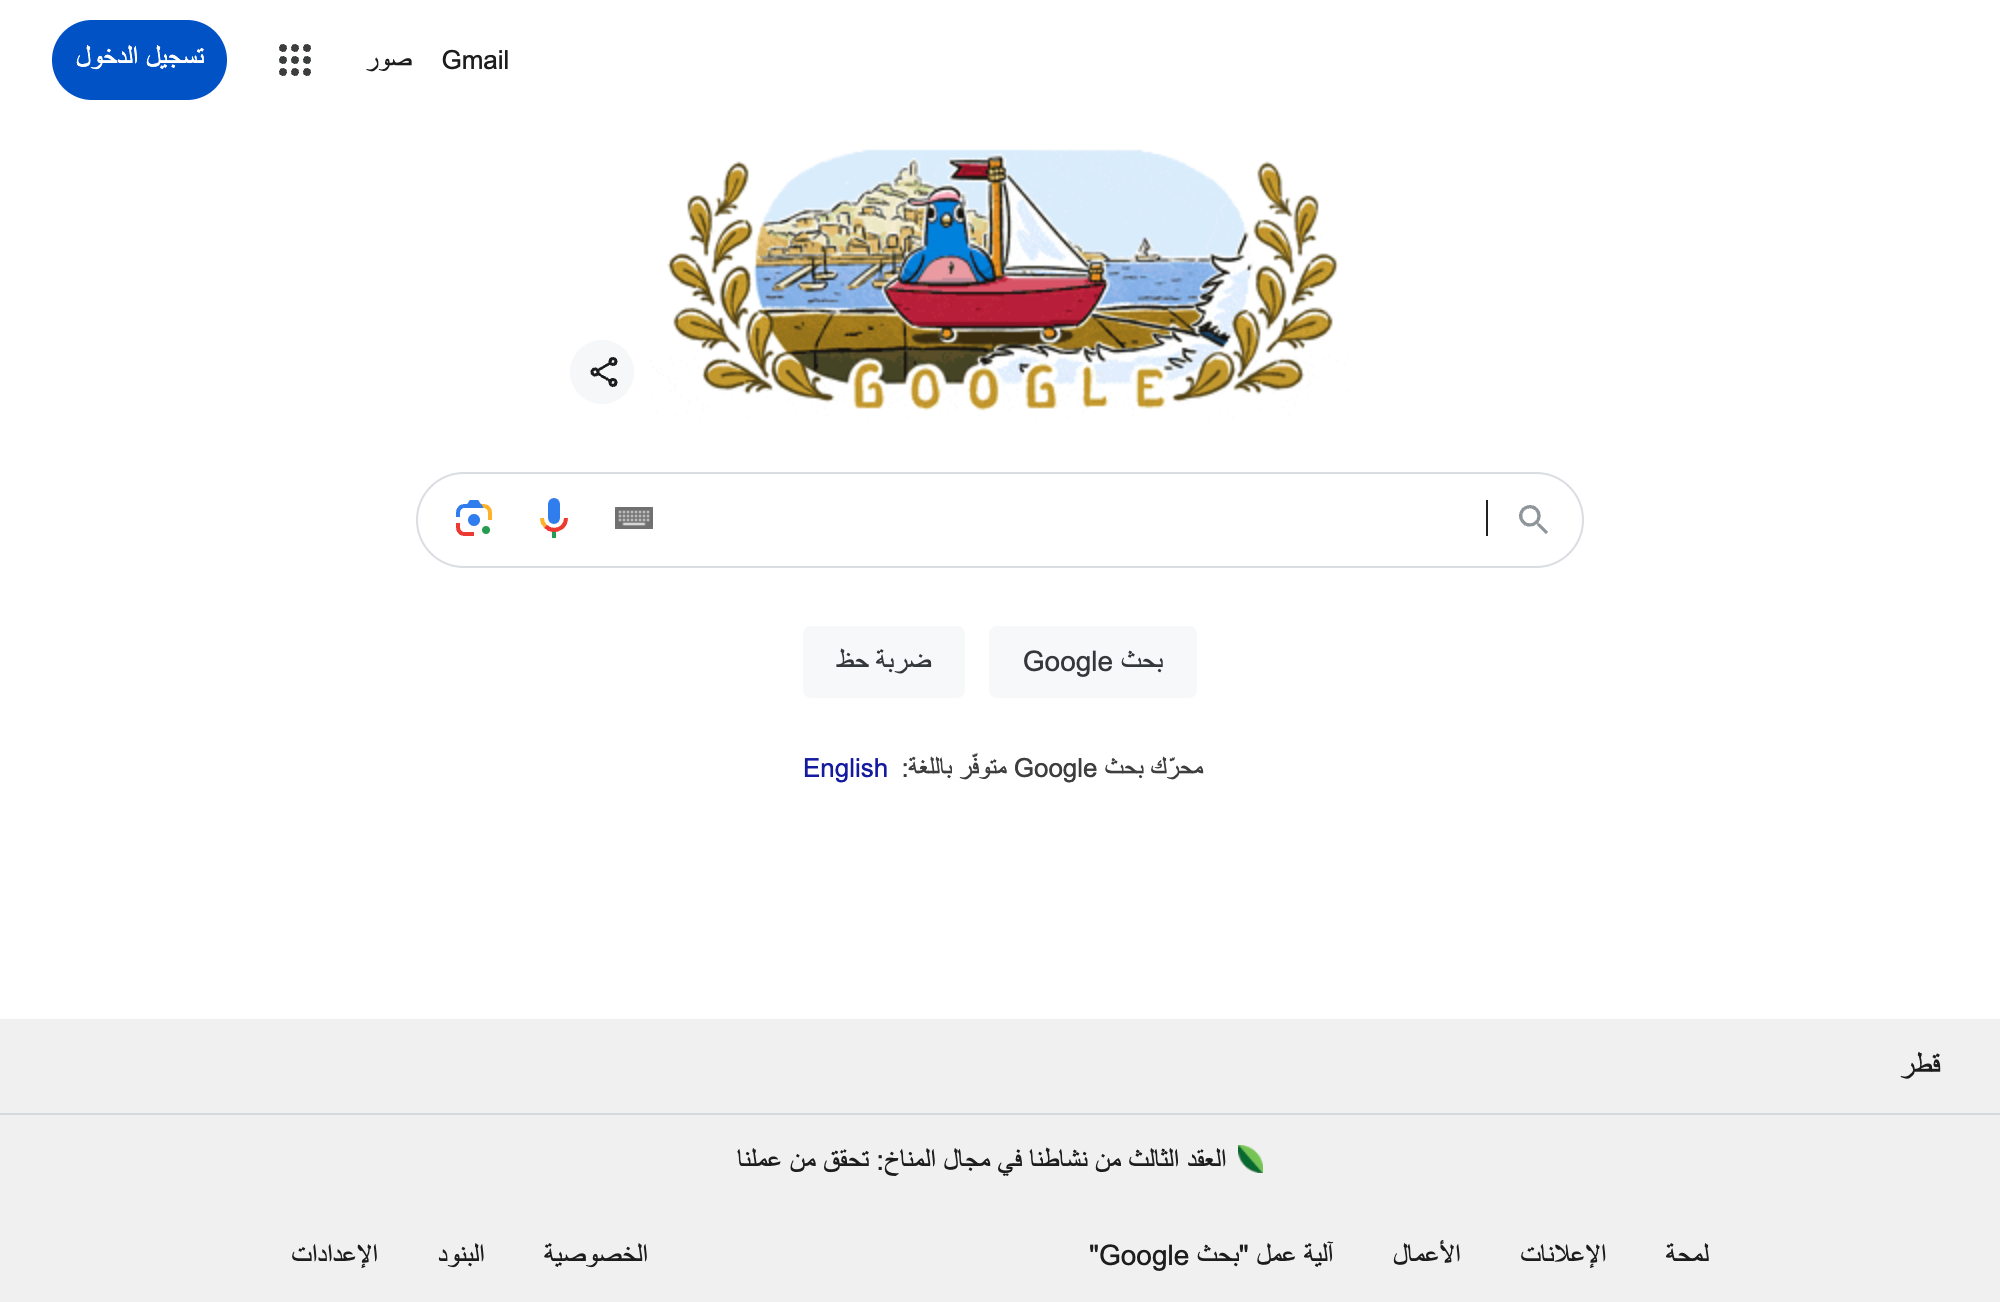 Gmail صور تسجيل الدخول
GOOGLE
بحث Google ضربة حظ
محرّك بحث Google متوفّر باللغة: English
قطر
العقد الثالث من نشاطنا في مجال المناخ: تحقق من عملنا
لمحة الإعلانات الأعمال آلية عمل "بحث Google" الخصوصية البنود الإعدادات